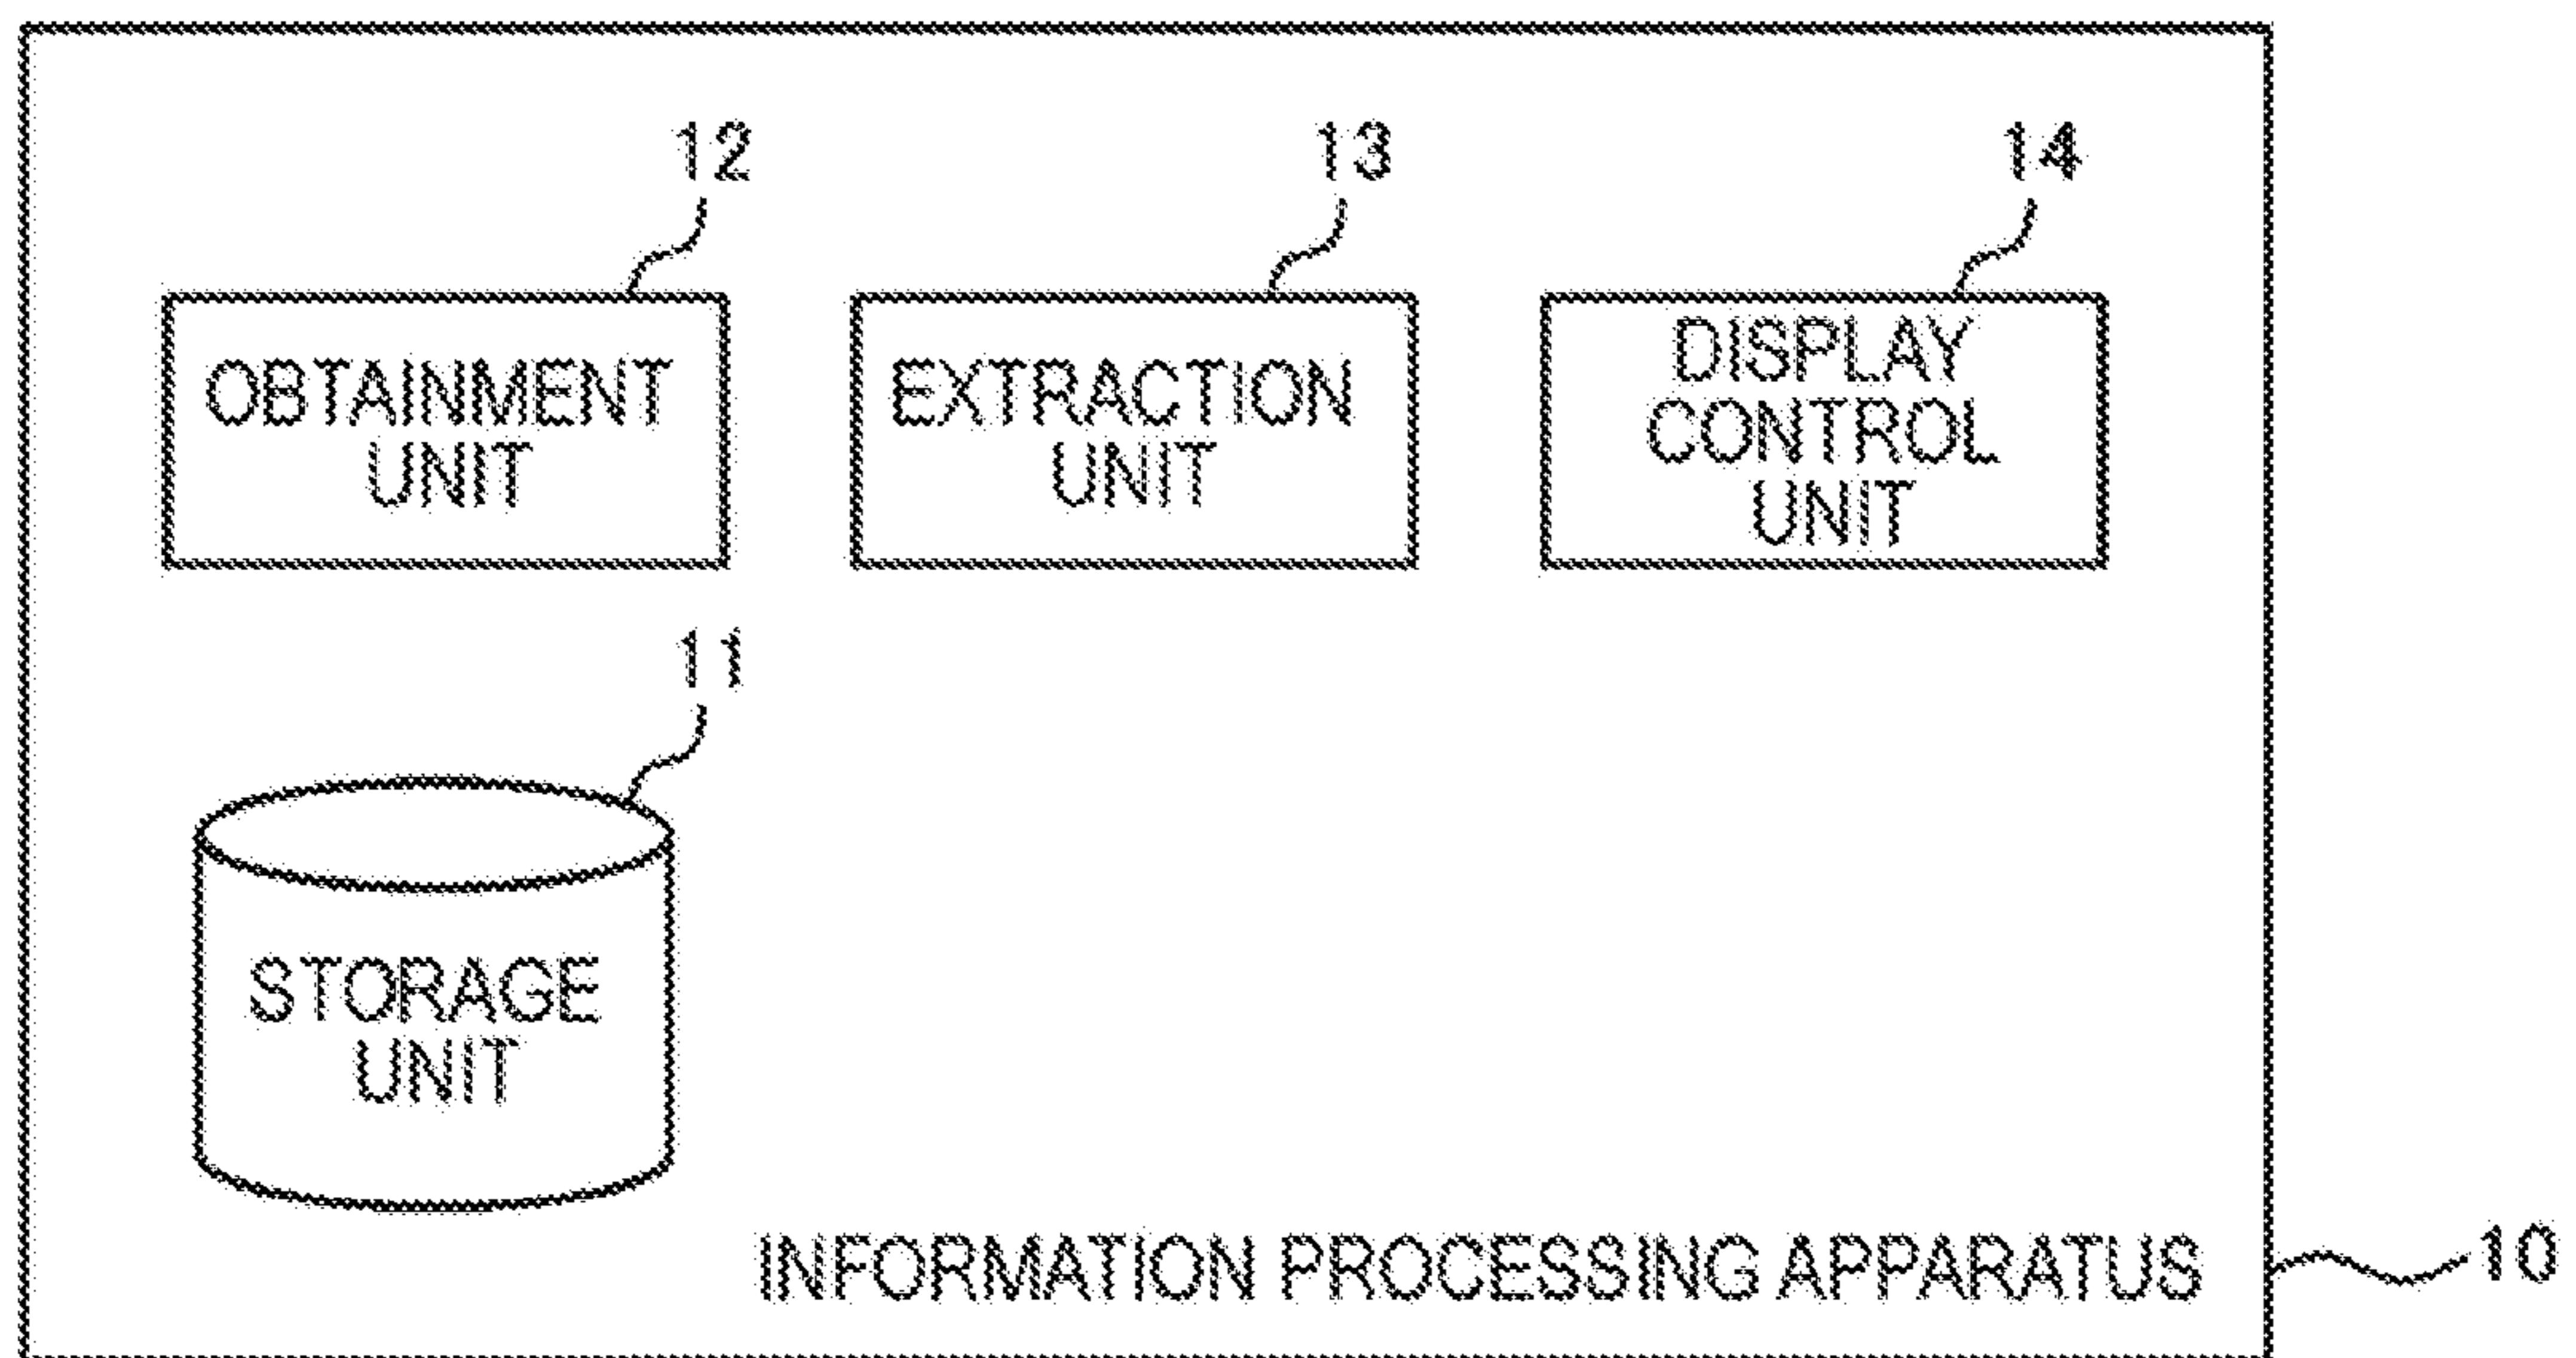 12
13
14
OBTAINMENT
UNIT
EXTRACTION
UNIT
DISPLAY
CONTROL
UNIT
11
STORAGE
UNIT
INFORMATION PROCESSING APPARATUS
10